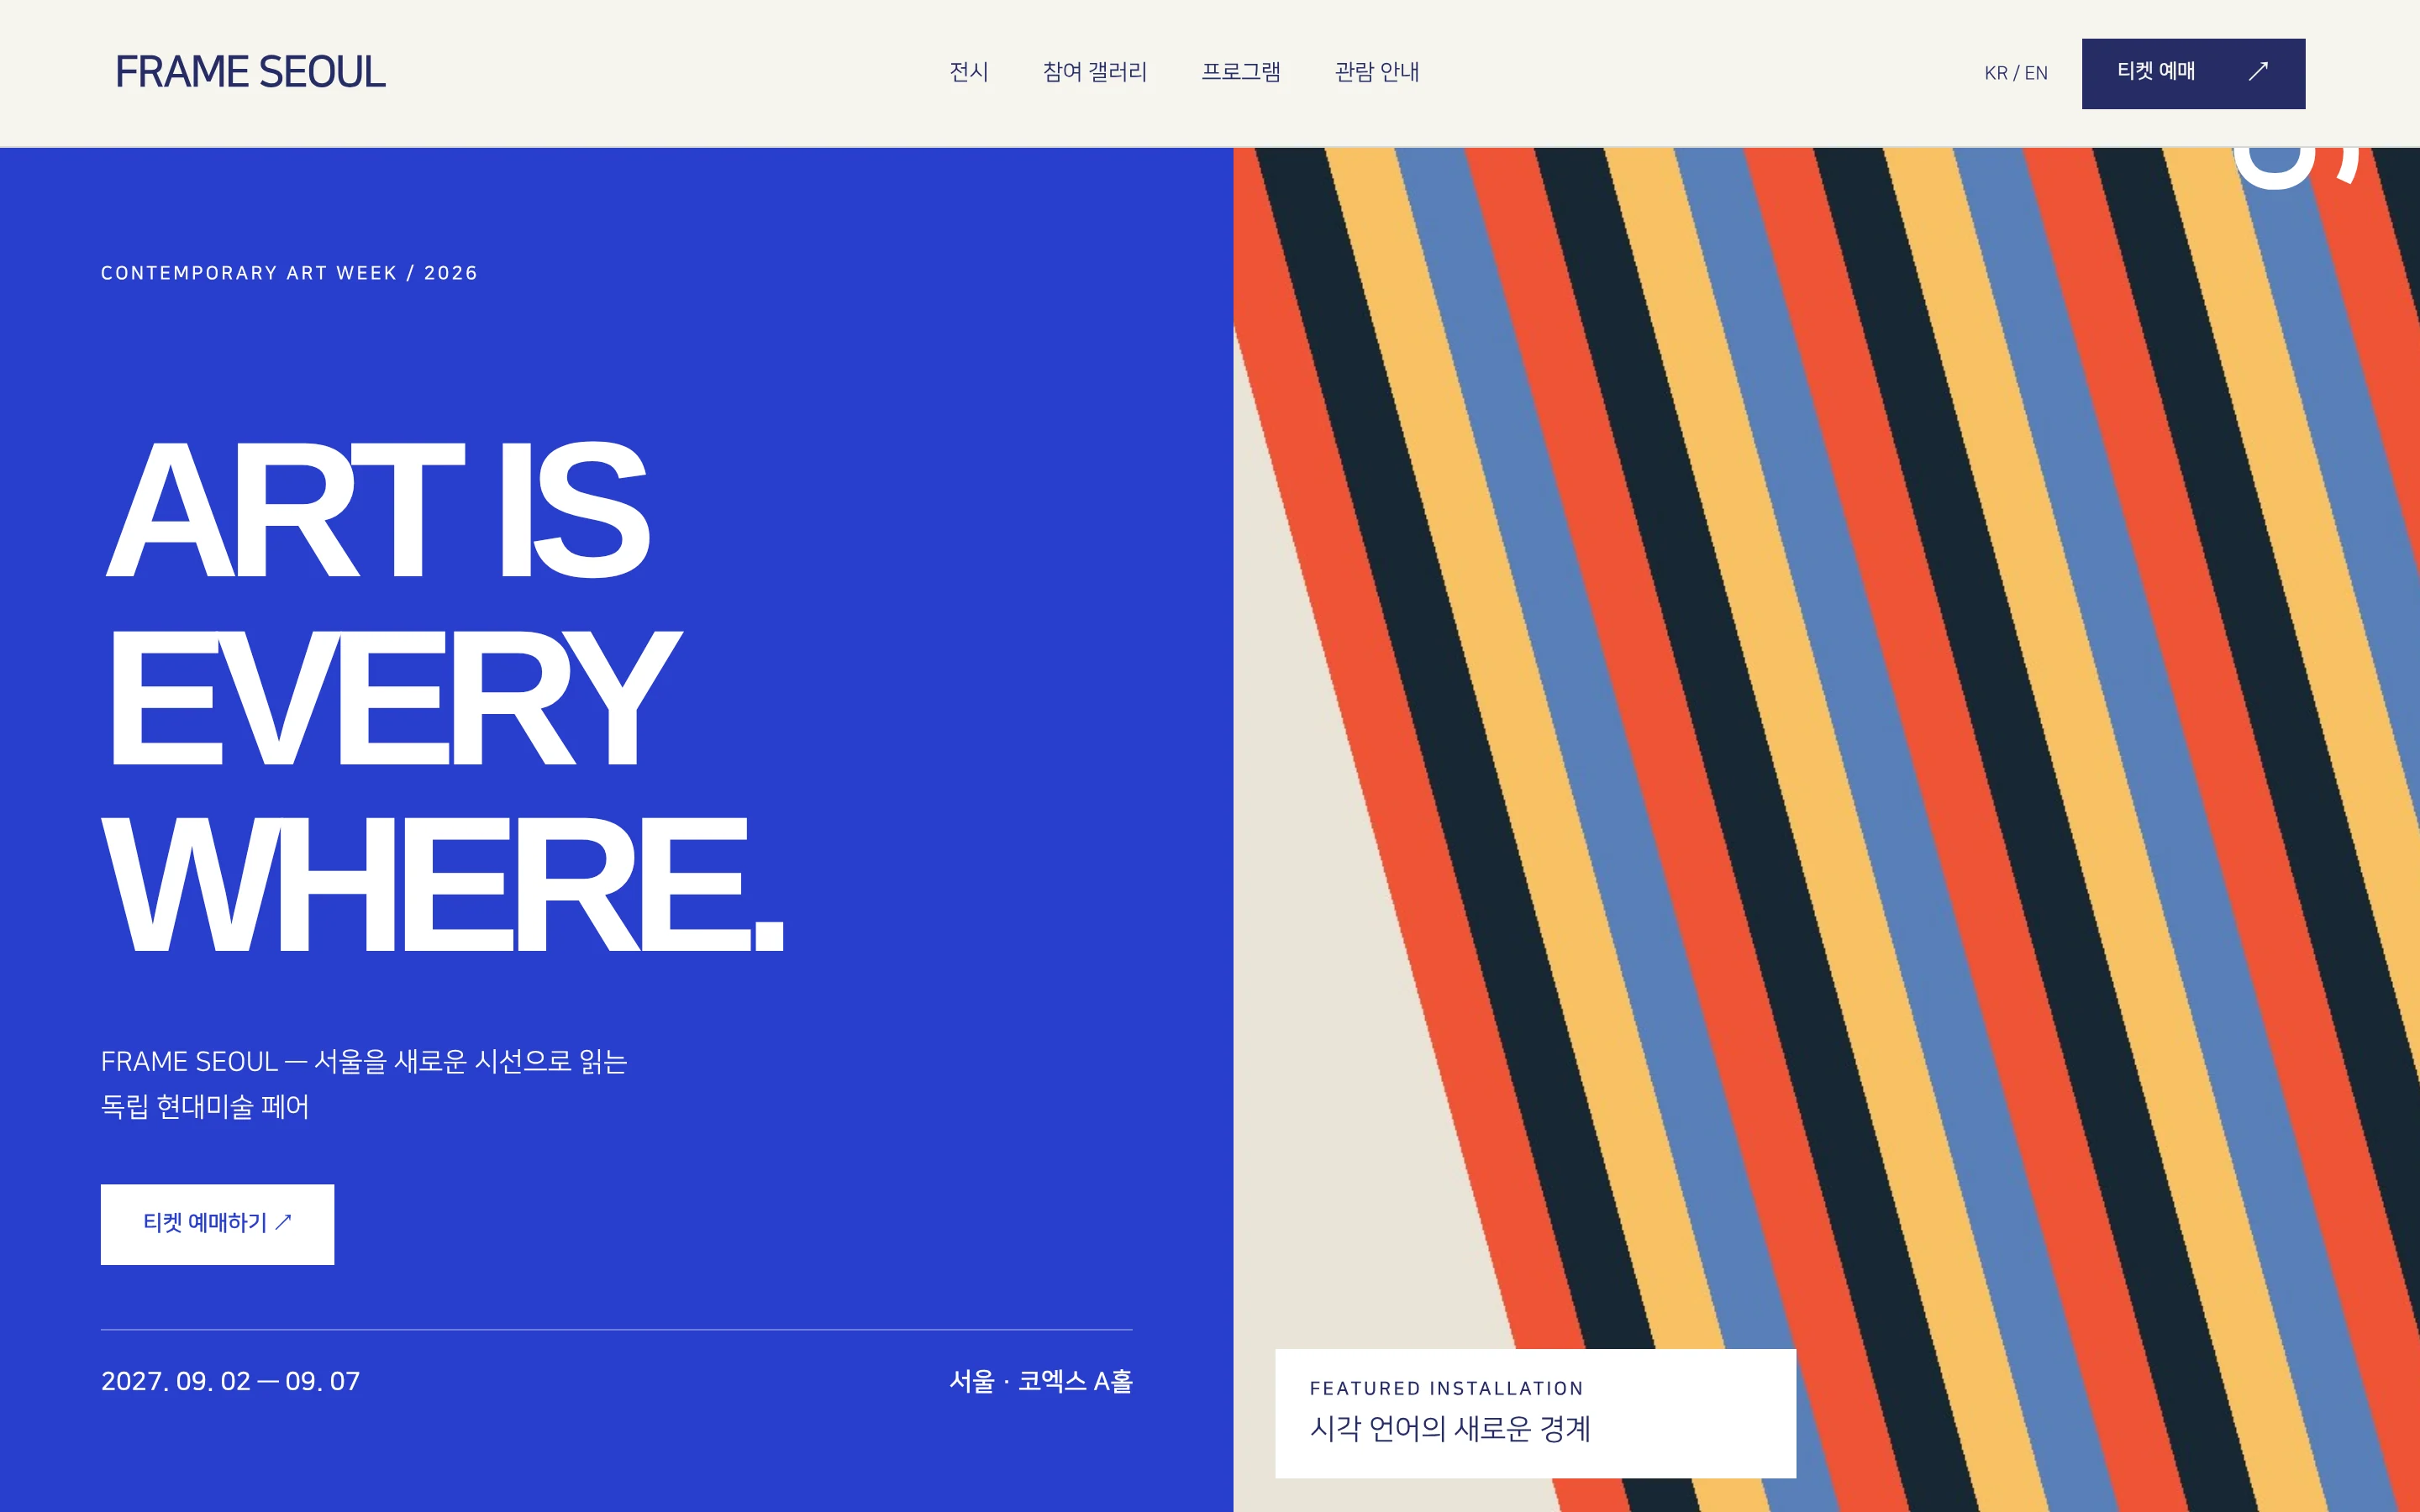 FRAME SEOUL
전시
참여 갤러리
프로그램
관람 안내
KR / EN
티켓 예매 ↗
CONTEMPORARY ART WEEK / 2026
ART IS
EVERY
WHERE.
FRAME SEOUL — 서울을 새로운 시선으로 읽는
독립 현대미술 페어
티켓 예매하기 ↗
2027. 09. 02 — 09. 07
서울 · 코엑스 A홀
FEATURED INSTALLATION
시각 언어의 새로운 경계